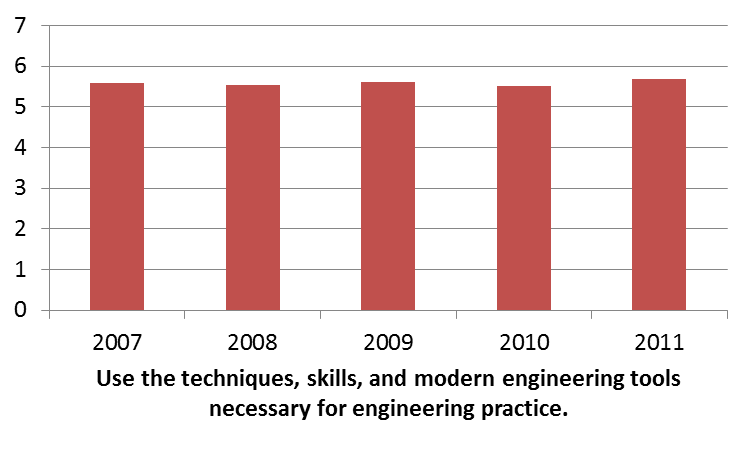 7
6
5
4
3
2
1
0
2007 2008 2009 2010 2011
Use the techniques, skills, and modern engineering tools
necessary for engineering practice.